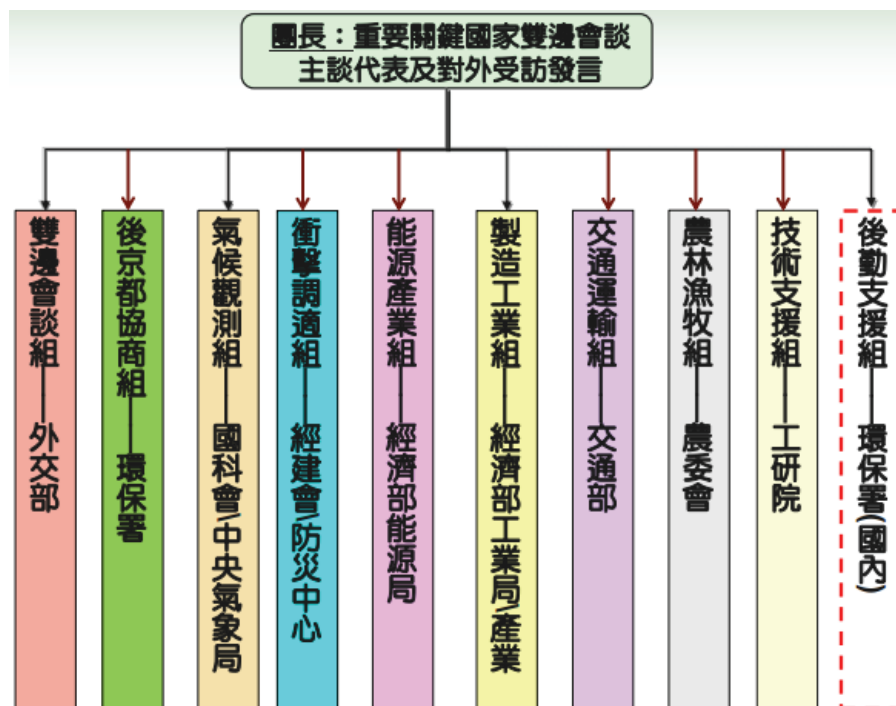 團長：重要關鍵國家雙邊會談
主談代表及對外受訪發言
雙邊會談組——外交部
後京都協商組——環保署
氣候觀測組——國科會/中央氣象局
衝擊調適組——經建會/防災中心
能源產業組——經濟部能源局
製造工業組——經濟部工業局/產業
交通運輸組——交通部
農林漁牧組——農委會
技術支援組——工研院
後勤支援組——環保署(國內)